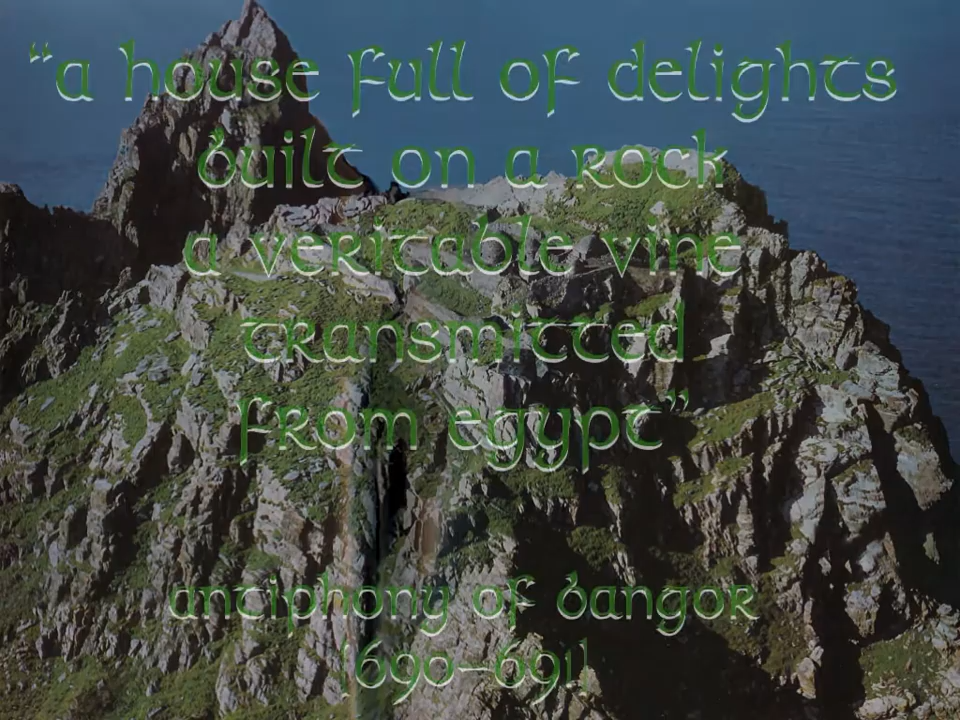 “a house full of delights
built on a rock
a veritable vine
transmitted
from egypt”
antiphony of bangor
[690–691]